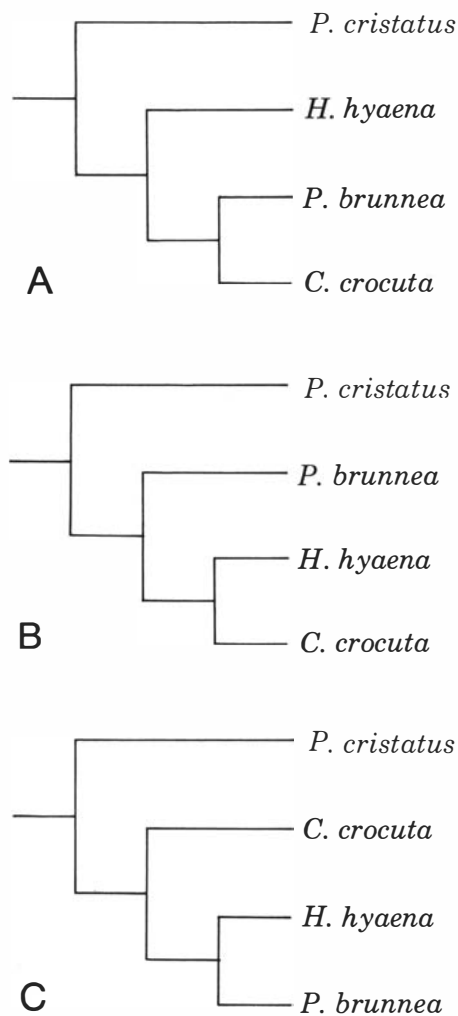 P. cristatus
H. hyaena
P. brunnea
C. crocuta
A
P. cristatus
P. brunnea
H. hyaena
C. crocuta
B
P. cristatus
C. crocuta
H. hyaena
P. brunnea
C